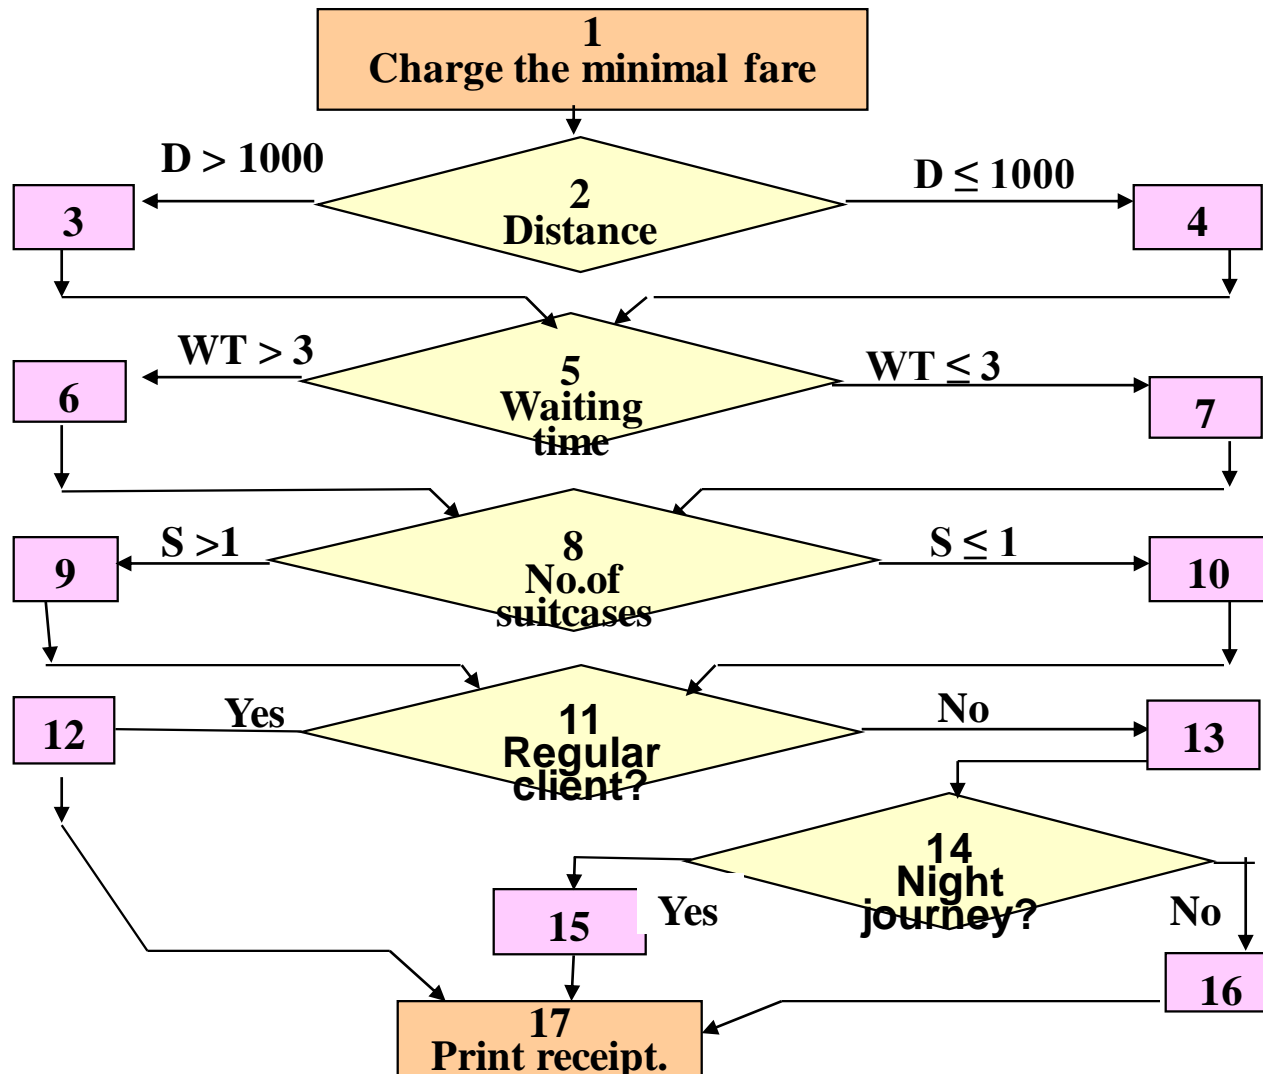 1
Charge the minimal fare
D > 1000
D ≤ 1000
2
Distance
3
4
WT > 3
WT ≤ 3
5
Waiting
time
6
7
S >1
S ≤ 1
8
No.of
suitcases
9
10
Yes
No
11
Regular
client?
12
13
14
Night
journey?
Yes
No
15
16
17
Print receipt.